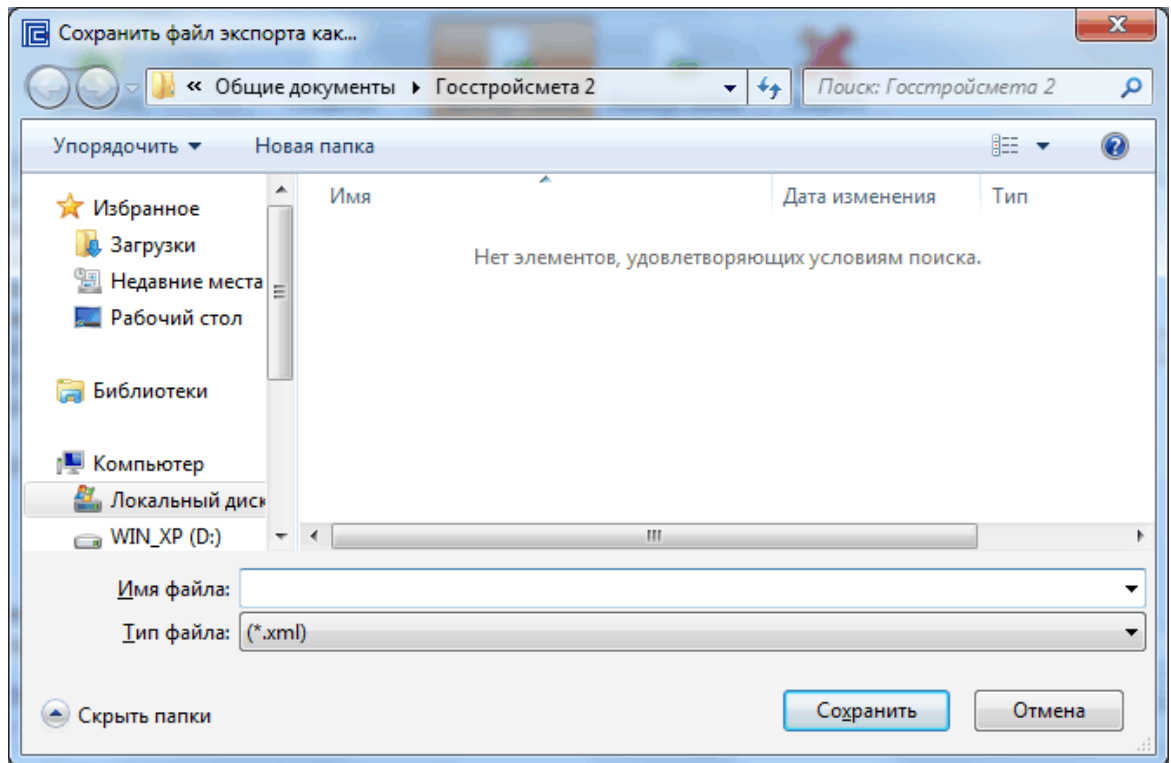 Сохранить файл экспорта как...
« Общие документы Госстройсмета 2 Поиск: Госстройсмета 2
Упорядочить Новая папка
Имя Дата изменения Тип
Нет элементов, удовлетворяющих условиям поиска.
Избранное
Загрузки
Недавние места
Рабочий стол
Библиотеки
Компьютер
Локальный диск
WIN_XP (D:)
Имя файла:
Тип файла: (*.xml)
Скрыть папки Сохранить Отмена